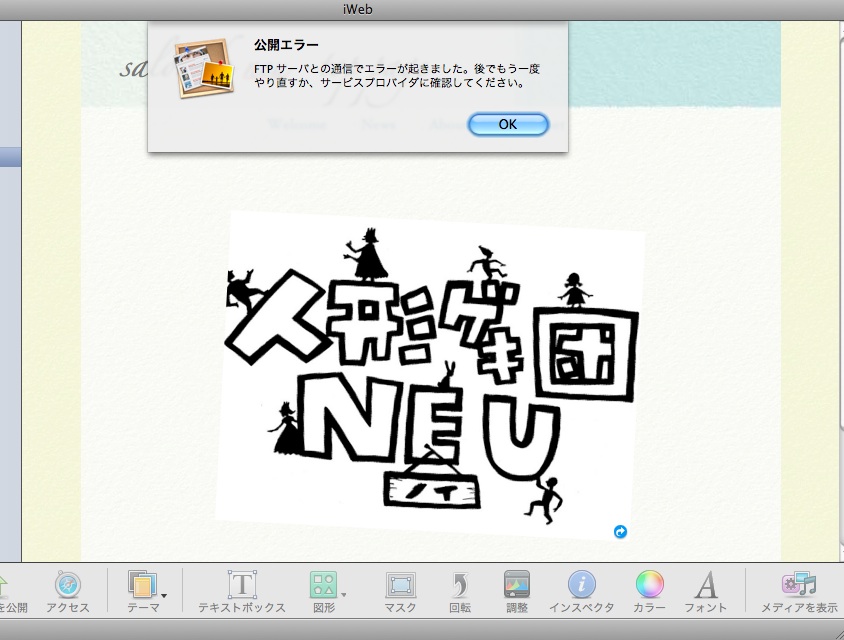 iWeb
公開エラー
FTP サーバとの通信でエラーが起きました。後でもう一度
やり直すか、サービスプロバイダに確認してください。
OK
sal
Welcome News
人形ゲキ団
NEU
ノイ
を公開 アクセス テーマ テキストボックス 図形 マスク 回転 調整 インスペクタ カラー フォント メディアを表示